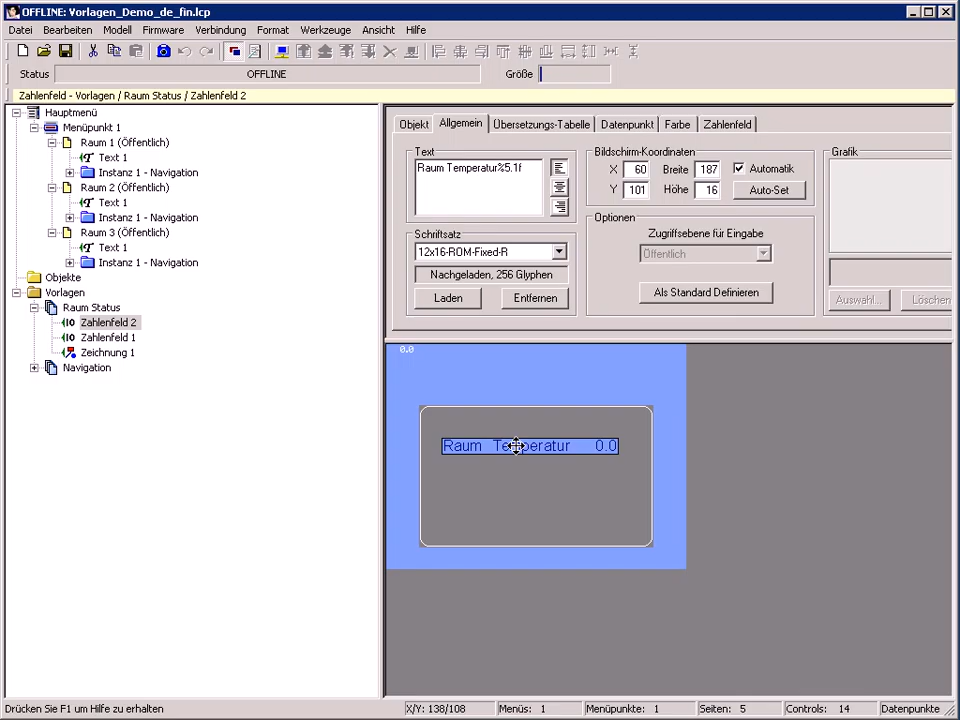 OFFLINE: Vorlagen_Demo_de_fin.lcp
Datei Bearbeiten Modell Firmware Verbindung Format Werkzeuge Ansicht Hilfe
Status OFFLINE Größe
Zahlenfeld - Vorlagen / Raum Status / Zahlenfeld 2
Hauptmenü
Menüpunkt 1
Raum 1 (Öffentlich)
Text 1
Instanz 1 - Navigation
Raum 2 (Öffentlich)
Text 1
Instanz 1 - Navigation
Raum 3 (Öffentlich)
Text 1
Instanz 1 - Navigation
Objekte
Vorlagen
Raum Status
Zahlenfeld 2
Zahlenfeld 1
Zeichnung 1
Navigation
Objekt Allgemein Übersetzungs-Tabelle Datenpunkt Farbe Zahlenfeld
Text
Raum Temperatur%5.1f
Schriftsatz
12x16-ROM-Fixed-R
Nachgeladen, 256 Glyphen
Laden Entfernen
Bildschirm-Koordinaten
X 60 Breite 187 Automatik
Y 101 Höhe 16 Auto-Set
Optionen
Zugriffsebene für Eingabe
Öffentlich
Als Standard Definieren
Grafik
Auswahl... Löschen
0.0
Raum Temperatur 0.0
Drücken Sie F1 um Hilfe zu erhalten X/Y: 138/108 Menüs: 1 Menüpunkte: 1 Seiten: 5 Controls: 14 Datenpunkte